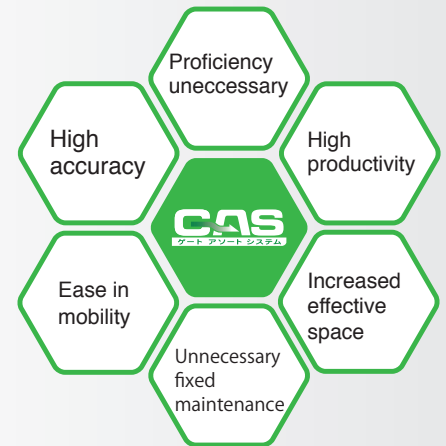 Proficiency
uneccessary
High
accuracy
High
productivity
GAS
ゲート アソート システム
Ease in
mobility
Increased
effective
space
Unnecessary
fixed
maintenance